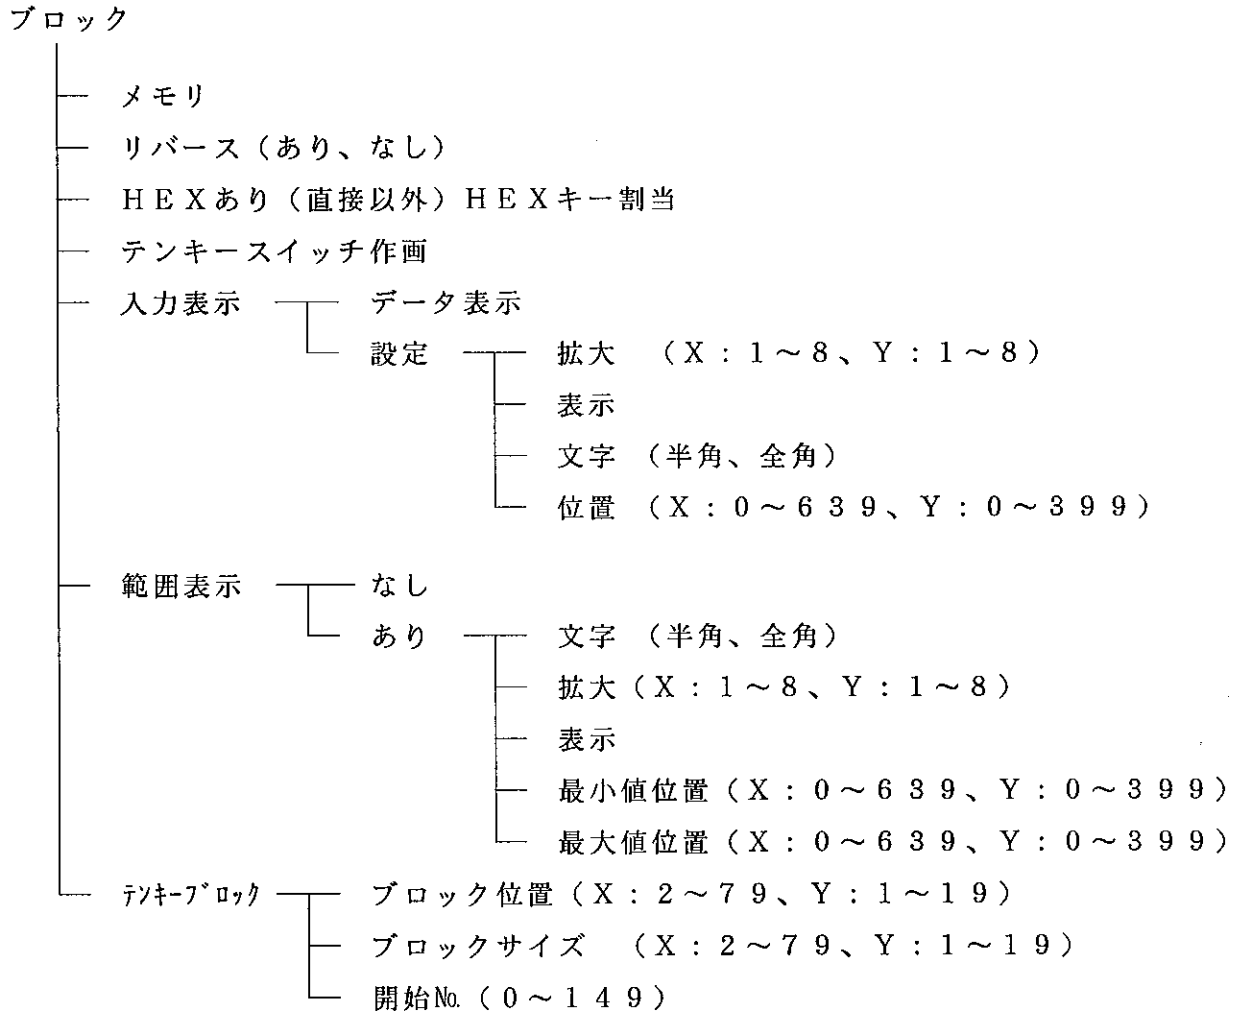 ブロック
メモリ
リバース（あり、なし）
ＨＥＸあり（直接以外）ＨＥＸキー割当
テンキースイッチ作画
入力表示　データ表示
設定　拡大　（Ｘ：１～８、Ｙ：１～８）
表示
文字　（半角、全角）
位置　（Ｘ：０～６３９、Ｙ：０～３９９）
範囲表示　なし
あり　文字　（半角、全角）
拡大（Ｘ：１～８、Ｙ：１～８）
表示
最小値位置（Ｘ：０～６３９、Ｙ：０～３９９）
最大値位置（Ｘ：０～６３９、Ｙ：０～３９９）
ﾃﾝｷｰﾌﾞﾛｯｸ　ブロック位置（Ｘ：２～７９、Ｙ：１～１９）
ブロックサイズ　（Ｘ：２～７９、Ｙ：１～１９）
開始№（０～１４９）